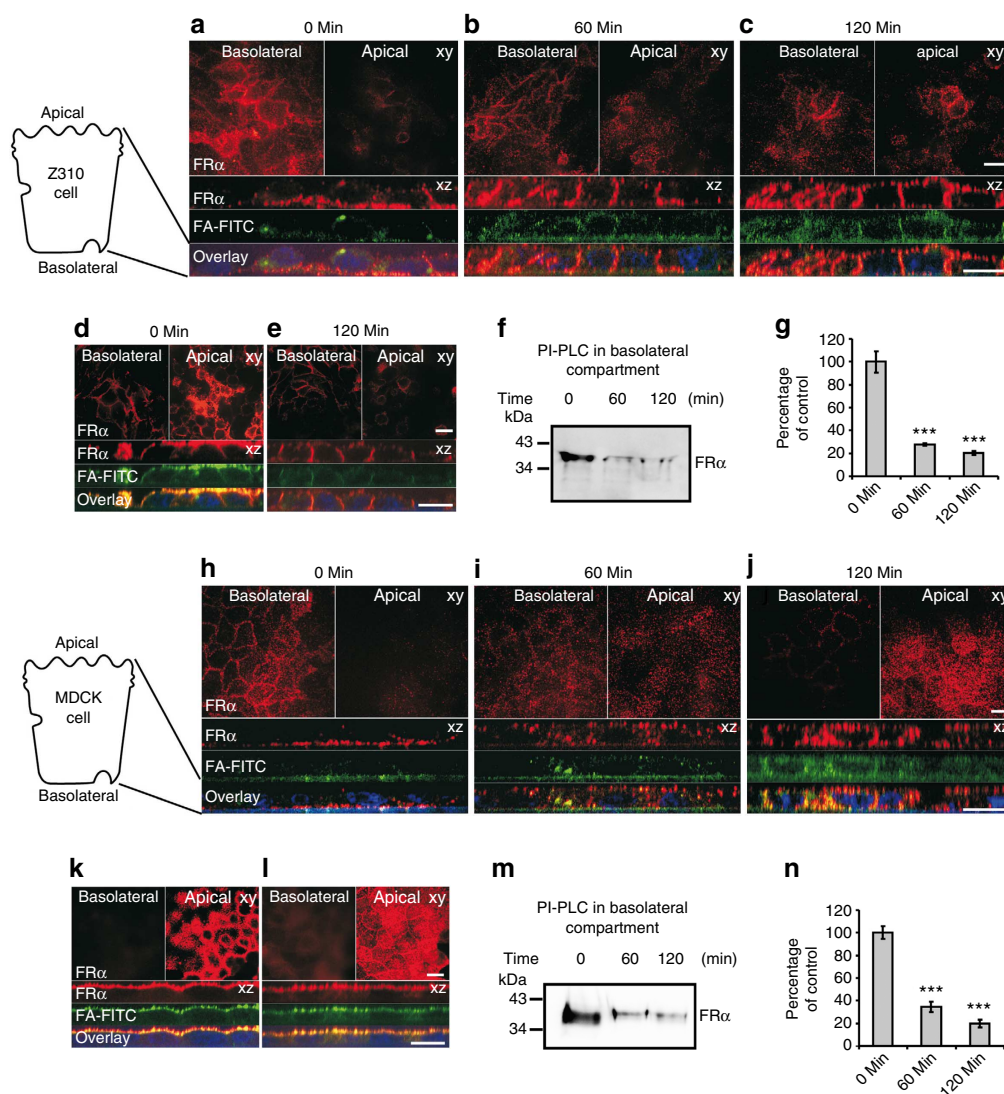 a
0 Min
b
60 Min
c
120 Min
Basolateral
Apical
xy
Basolateral
Apical
xy
Basolateral
apical
xy
FRα
Apical
Z310
cell
Basolateral
FRα
xz
xz
xz
FA-FITC
Overlay
d
0 Min
e
120 Min
Basolateral
Apical
xy
Basolateral
Apical
xy
FRα
FRα
xz
xz
FA-FITC
Overlay
f
PI-PLC in basolateral
compartment
Time
0
60
120
(min)
kDa
43
34
FRα
g
Percentage
of control
120
100
80
60
40
20
0
***
***
0 Min
60 Min
120 Min
h
0 Min
i
60 Min
j
120 Min
Basolateral
Apical
xy
Basolateral
Apical
xy
j
Basolateral
Apical
xy
FRα
Apical
MDCK
cell
Basolateral
FRα
xz
xz
xz
FA-FITC
Overlay
k
l
Basolateral
Apical
xy
Basolateral
Apical
xy
FRα
FRα
xz
xz
FA-FITC
Overlay
m
PI-PLC in basolateral
compartment
Time
0
60
120
(min)
kDa
43
34
FRα
n
Percentage
of control
120
100
80
60
40
20
0
***
***
0 Min
60 Min
120 Min